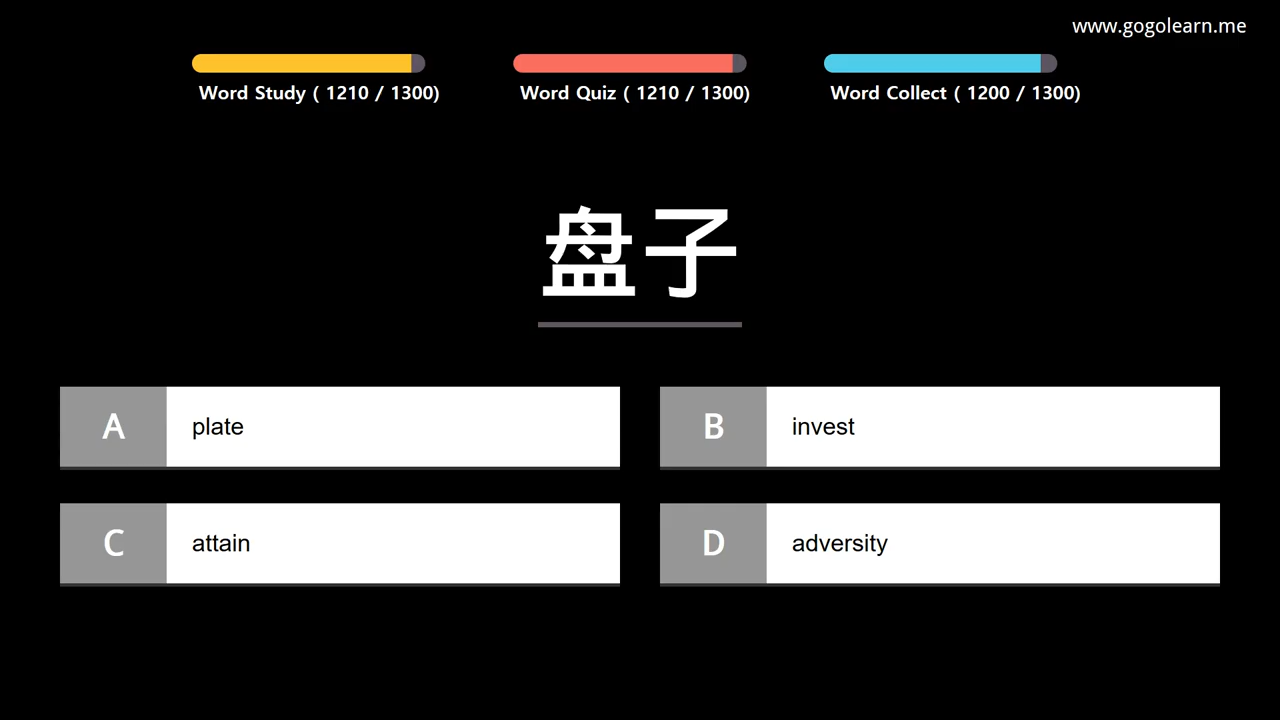 www.gogolearn.me
Word Study ( 1210 / 1300)
Word Quiz ( 1210 / 1300)
Word Collect ( 1200 / 1300)
盘子
A plate
B invest
C attain
D adversity